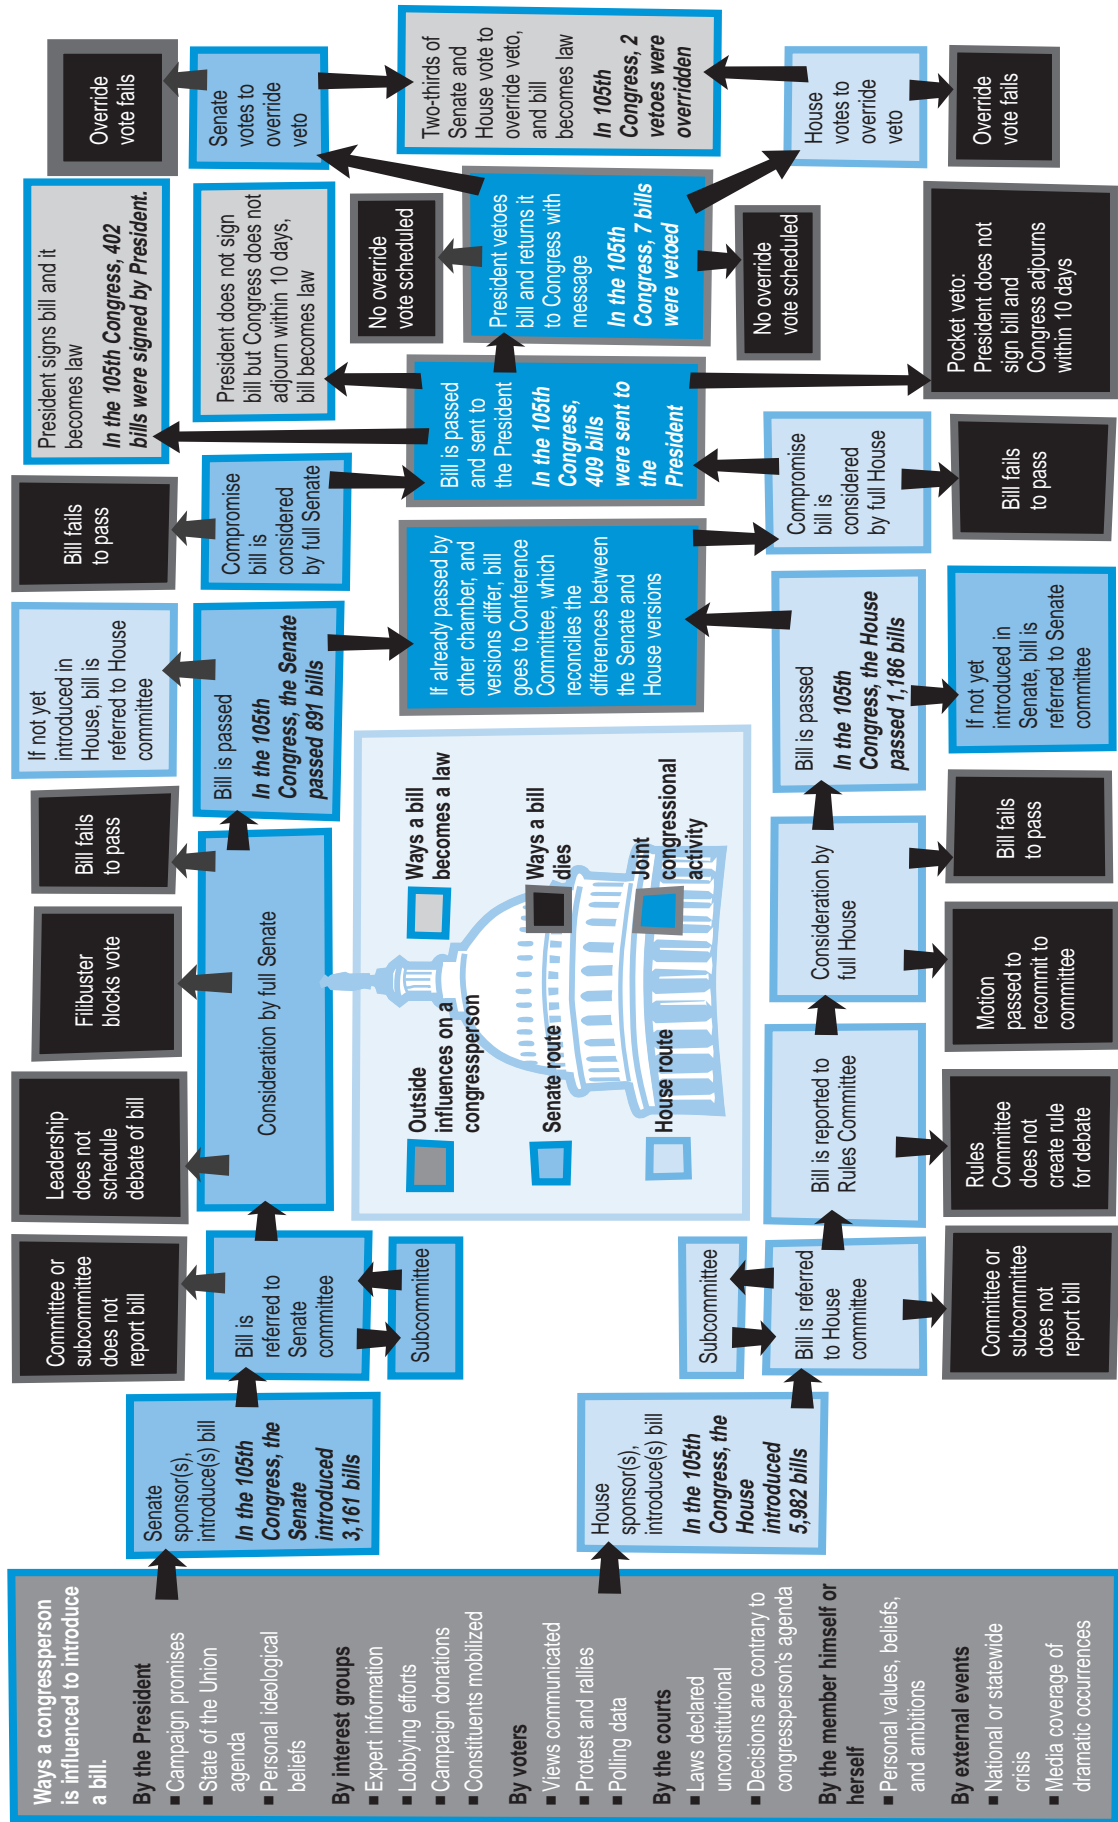 Ways a congressperson
is influenced to introduce
a bill.
By the President
■ Campaign promises
■ State of the Union
agenda
■ Personal ideological
beliefs
By interest groups
■ Expert information
■ Lobbying efforts
■ Campaign donations
■ Constituents mobilized
By voters
■ Views communicated
■ Protest and rallies
■ Polling data
By the courts
■ Laws declared
unconstitutional
■ Decisions are contrary to
congressperson's agenda
By the member himself or
herself
■ Personal values, beliefs,
and ambitions
By external events
■ National or statewide
crisis
■ Media coverage of
dramatic occurrences
Senate
sponsor(s),
introduce(s) bill
In the 105th
Congress, the
Senate
introduced
3,161 bills
House
sponsor(s),
introduce(s) bill
In the 105th
Congress, the
House
introduced
5,982 bills
Committee or
subcommittee
does not
report bill
Bill is
referred to
Senate
committee
Subcommittee
Subcommittee
Bill is referred
to House
committee
Committee or
subcommittee
does not
report bill
Leadership
does not
schedule
debate of bill
Filibuster
blocks vote
Bill fails
to pass
Consideration by full Senate
Outside
influences on a
congressperson
Senate route
House route
Ways a bill
becomes a law
Ways a bill
dies
Joint
congressional
activity
Bill is reported to
Rules Committee
Rules
Committee
does not
create rule
for debate
Consideration by
full House
Motion
passed to
recommit to
committee
Bill fails
to pass
If not yet
introduced in
House, bill is
referred to House
committee
Bill is passed
In the 105th
Congress, the Senate
passed 891 bills
If already passed by
other chamber, and
versions differ, bill
goes to Conference
Committee, which
reconciles the
differences between
the Senate and
House versions
Bill is passed
In the 105th
Congress, the House
passed 1,186 bills
If not yet
introduced in
Senate, bill is
referred to Senate
committee
Bill fails
to pass
Compromise
bill is
considered
by full Senate
Bill is passed
and sent to
the President
In the 105th
Congress,
409 bills
were sent to
the
President
Compromise
bill is
considered
by full House
Bill fails
to pass
President signs bill and it
becomes law
In the 105th Congress, 402
bills were signed by President.
President does not sign
bill but Congress does not
adjourn within 10 days,
bill becomes law
No override
vote scheduled
President vetoes
bill and returns it
to Congress with
message
In the 105th
Congress, 7 bills
were vetoed
No override
vote scheduled
Pocket veto:
President does not
sign bill and
Congress adjourns
within 10 days
Override
vote fails
Senate
votes to
override
veto
Two-thirds of
Senate and
House vote to
override veto,
and bill
becomes law
In 105th
Congress, 2
vetoes were
overridden
House
votes to
override
veto
Override
vote fails